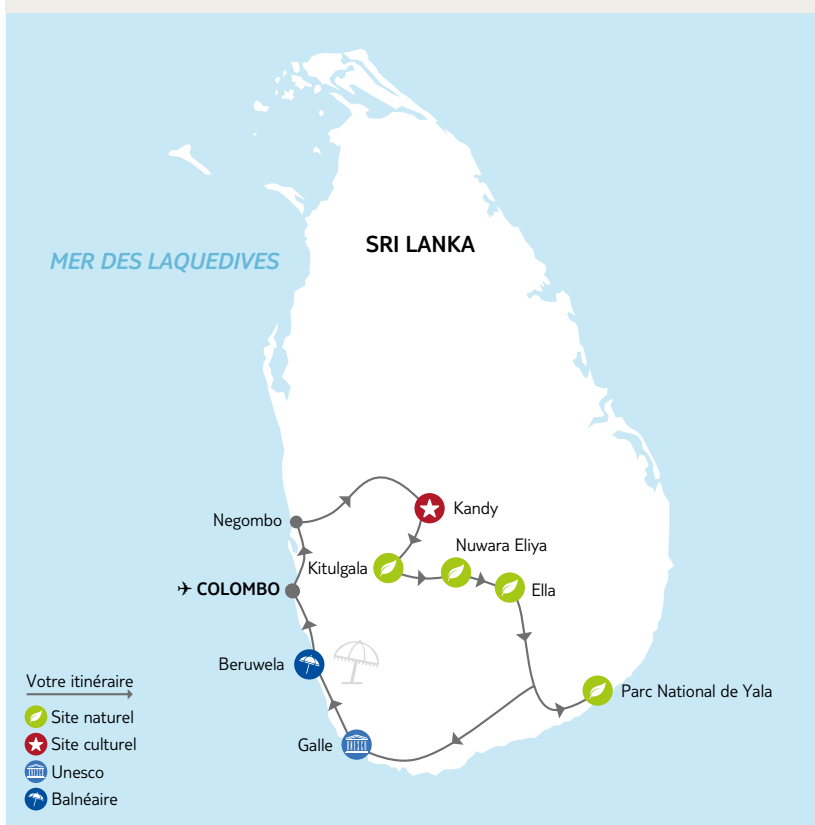 SRI LANKA
MER DES LAQUEDIVES
Negombo
Kandy
Nuwara Eliya
Kitulgala
Ella
COLOMBO
Beruwela
Parc National de Yala
Galle
Votre itinéraire
Site naturel
Site culturel
Unesco
Balnéaire